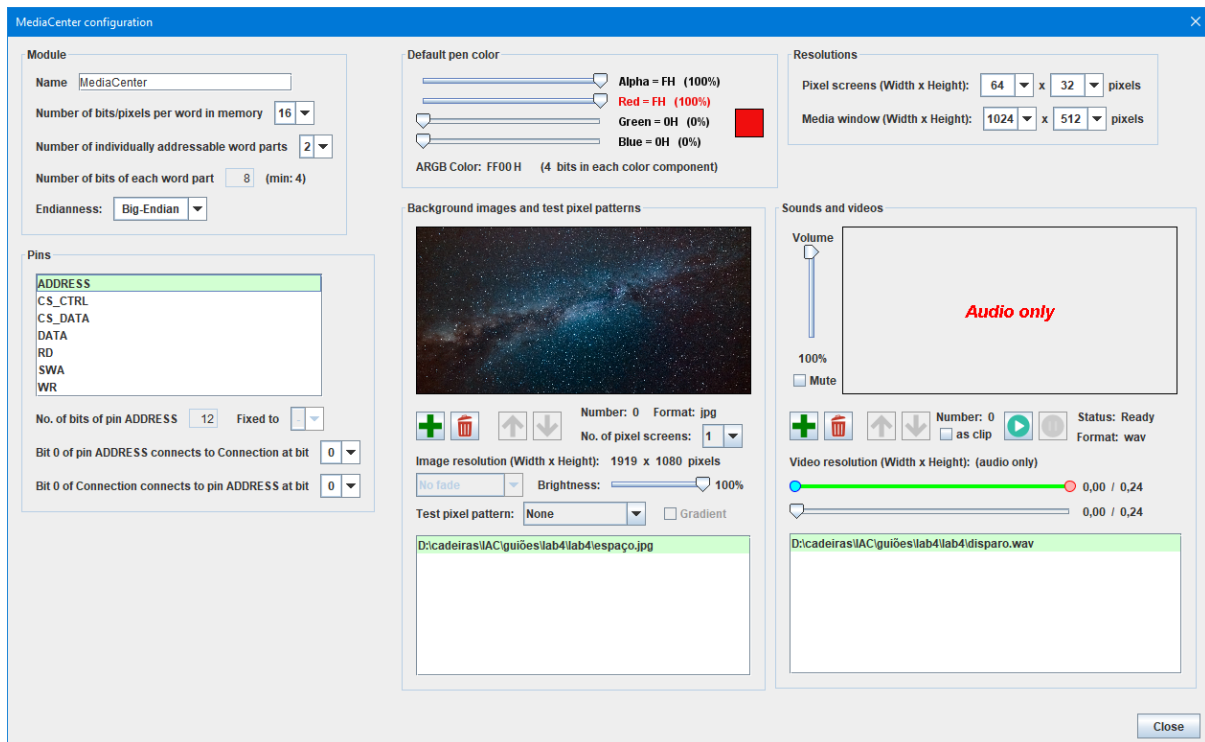 MediaCenter configuration
Module
Name MediaCenter
Number of bits/pixels per word in memory 16
Number of individually addressable word parts 2
Number of bits of each word part 8 (min: 4)
Endianness: Big-Endian
Pins
ADDRESS
CS_CTRL
CS_DATA
DATA
RD
SWA
WR
No. of bits of pin ADDRESS 12 Fixed to -
Bit 0 of pin ADDRESS connects to Connection at bit 0
Bit 0 of Connection connects to pin ADDRESS at bit 0
Default pen color
Alpha = FH (100%)
Red = FH (100%)
Green = 0H (0%)
Blue = 0H (0%)
ARGB Color: FF00 H (4 bits in each color component)
Resolutions
Pixel screens (Width x Height): 64 x 32 pixels
Media window (Width x Height): 1024 x 512 pixels
Background images and test pixel patterns
Number: 0 Format: jpg
No. of pixel screens: 1
Image resolution (Width x Height): 1919 x 1080 pixels
No fade Brightness: 100%
Test pixel pattern: None Gradient
D:\cadeiras\IAC\guiões\lab4\lab4\espaço.jpg
Sounds and videos
Volume
Audio only
100%
Mute
Number: 0 Status: Ready
as clip Format: wav
Video resolution (Width x Height): (audio only)
0,00 / 0,24
0,00 / 0,24
D:\cadeiras\IAC\guiões\lab4\lab4\disparo.wav
Close